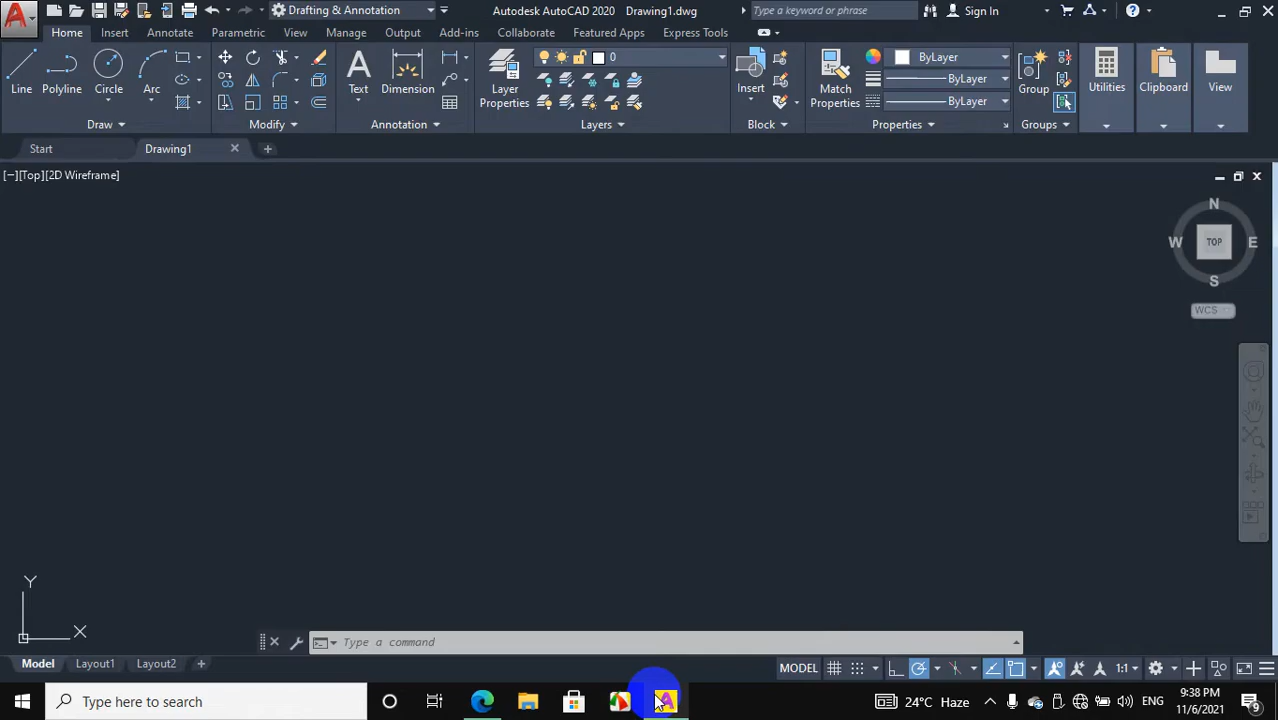 Drafting & Annotation
Autodesk AutoCAD 2020 Drawing1.dwg
Type a keyword or phrase
Sign In
Home Insert Annotate Parametric View Manage Output Add-ins Collaborate Featured Apps Express Tools
0
ByLayer
ByLayer
ByLayer
Line Polyline Circle Arc
Text Dimension
Layer Properties
Insert
Match Properties
Group
Utilities
Clipboard
View
Draw Modify Annotation Layers Block Properties Groups
Start Drawing1
[−][Top][2D Wireframe]
N
W TOP E
S
WCS
Y
X
Type a command
Model Layout1 Layout2
MODEL
1:1
Type here to search
24°C Haze
ENG
9:38 PM
11/6/2021
9